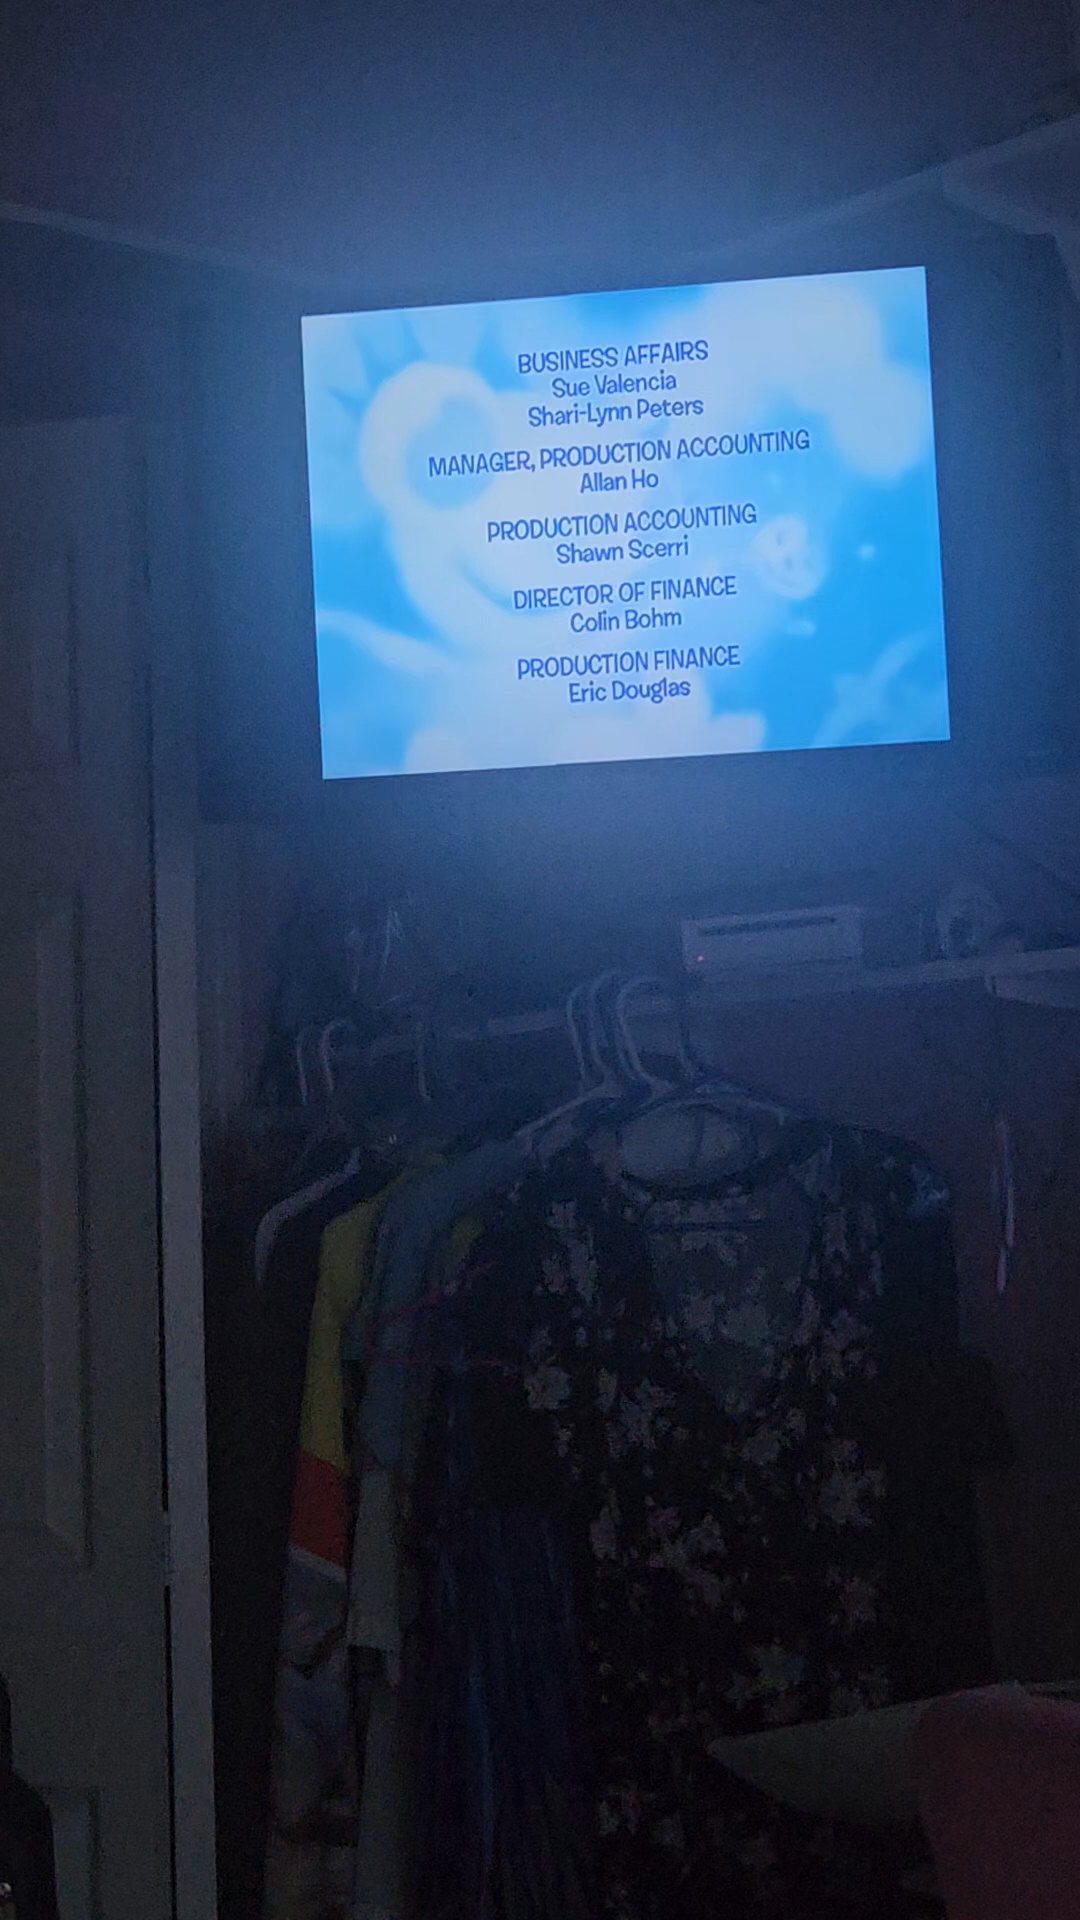 BUSINESS AFFAIRS
Sue Valencia
Shari-Lynn Peters
MANAGER, PRODUCTION ACCOUNTING
Allan Ho
PRODUCTION ACCOUNTING
Shawn Scerri
DIRECTOR OF FINANCE
Colin Bohm
PRODUCTION FINANCE
Eric Douglas